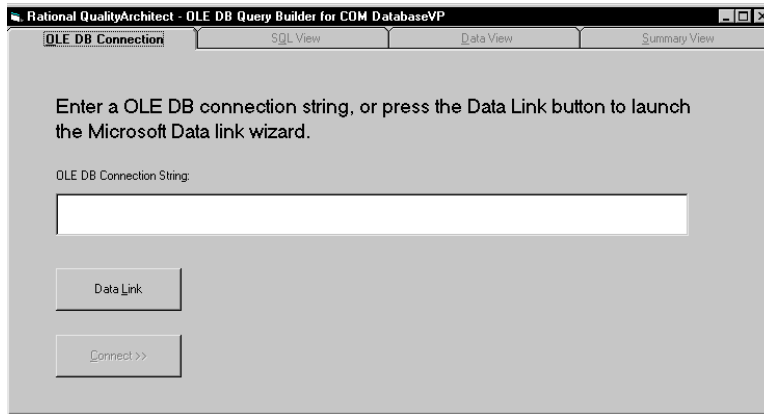 Rational QualityArchitect - OLE DB Query Builder for COM DatabaseVP
OLE DB Connection SQL View Data View Summary View
Enter a OLE DB connection string, or press the Data Link button to launch
the Microsoft Data link wizard.
OLE DB Connection String:
Data Link
Connect >>